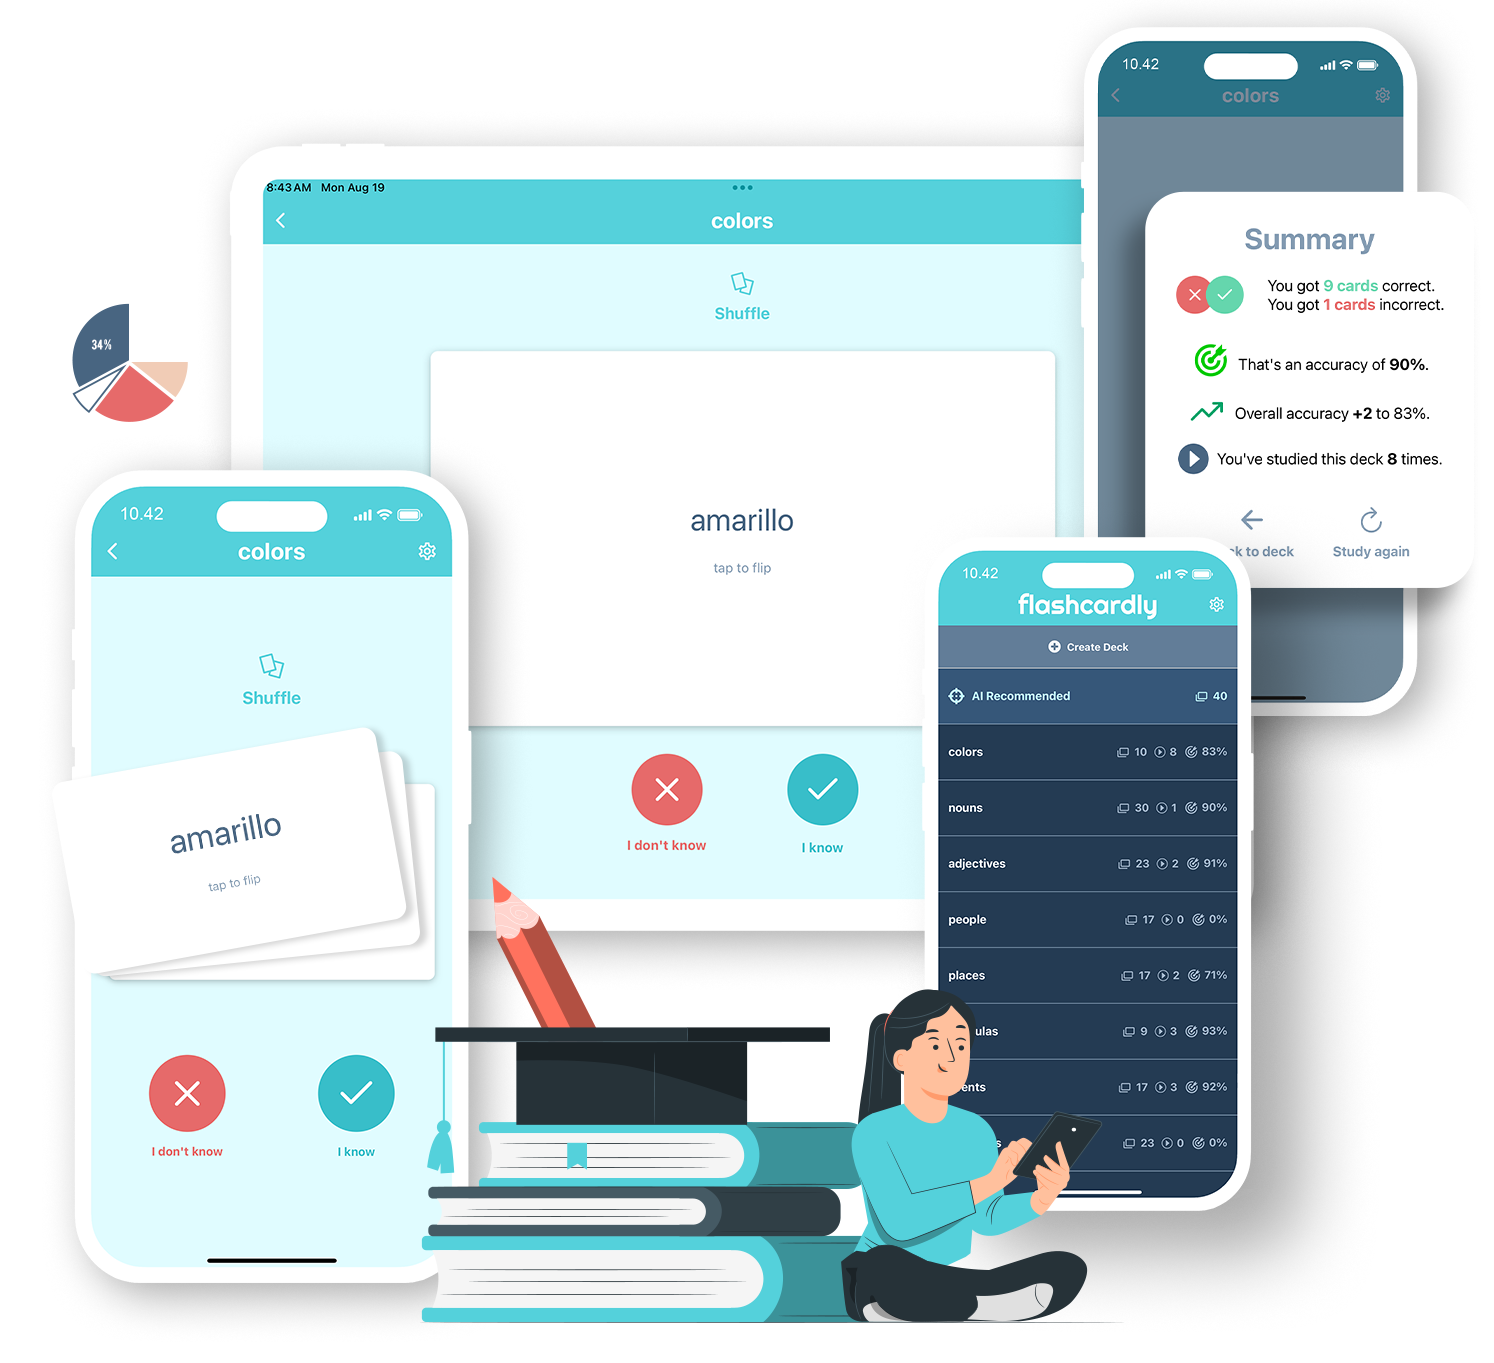 10.42
colors
8:43 AM Mon Aug 19
colors
Shuffle
amarillo
tap to flip
I don't know
I know
Summary
You got 9 cards correct.
You got 1 cards incorrect.
That's an accuracy of 90%.
Overall accuracy +2 to 83%.
You've studied this deck 8 times.
to deck
Study again
34%
10.42
colors
Shuffle
amarillo
tap to flip
I don't know
I know
10.42
flashcardly
Create Deck
AI Recommended 40
colors 10 8 83%
nouns 30 1 90%
adjectives 23 2 91%
people 17 0 0%
places 17 2 71%
ulas 9 3 93%
ents 17 3 92%
s 23 0 0%